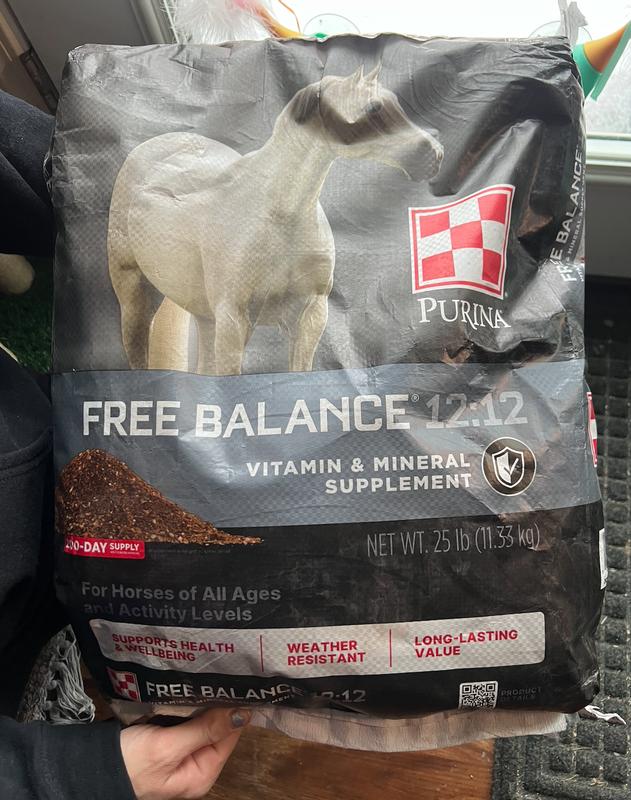 PURINA
FREE BALANCE® 12:12
VITAMIN & MINERAL
SUPPLEMENT
NET WT. 25 lb (11.33 kg)
-DAY SUPPLY
For Horses of All Ages
and Activity Levels
SUPPORTS HEALTH
& WELLBEING
WEATHER
RESISTANT
LONG-LASTING
VALUE
FREE BALANCE 12:12
PRODUCT
DETAILS
FREE BALANCE